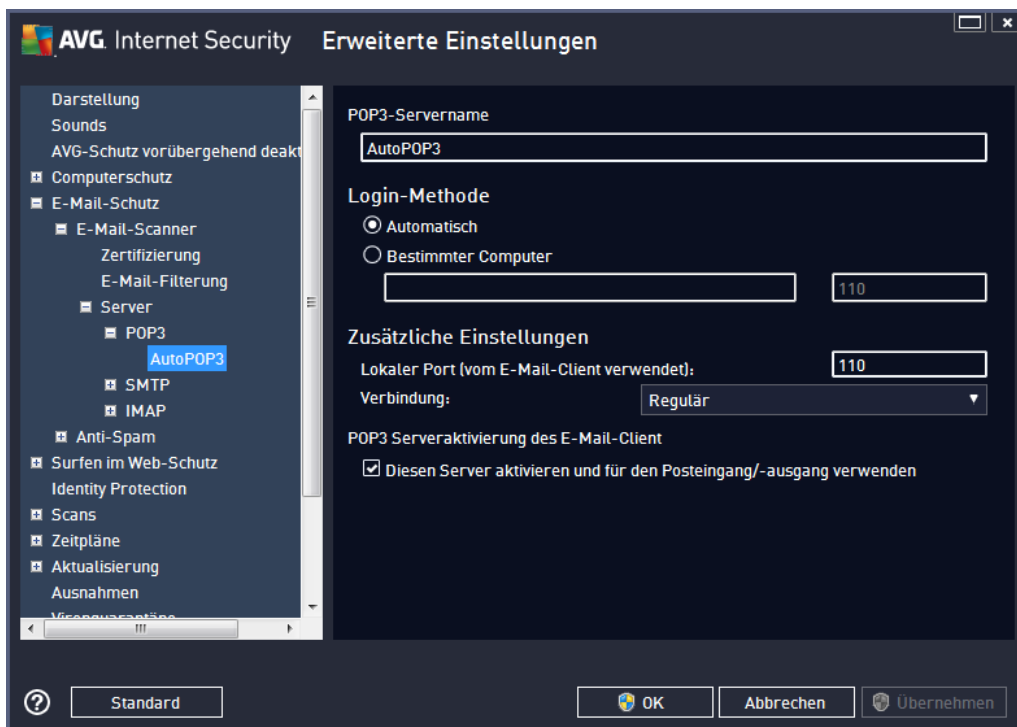 AVG. Internet Security Erweiterte Einstellungen
Darstellung
Sounds
AVG-Schutz vorübergehend deakt
Computerschutz
E-Mail-Schutz
E-Mail-Scanner
Zertifizierung
E-Mail-Filterung
Server
POP3
AutoPOP3
SMTP
IMAP
Anti-Spam
Surfen im Web-Schutz
Identity Protection
Scans
Zeitpläne
Aktualisierung
Ausnahmen
Virenquarantäne
POP3-Servername
AutoPOP3
Login-Methode
Automatisch
Bestimmter Computer
110
Zusätzliche Einstellungen
Lokaler Port (vom E-Mail-Client verwendet): 110
Verbindung: Regulär
POP3 Serveraktivierung des E-Mail-Client
Diesen Server aktivieren und für den Posteingang/-ausgang verwenden
Standard OK Abbrechen Übernehmen